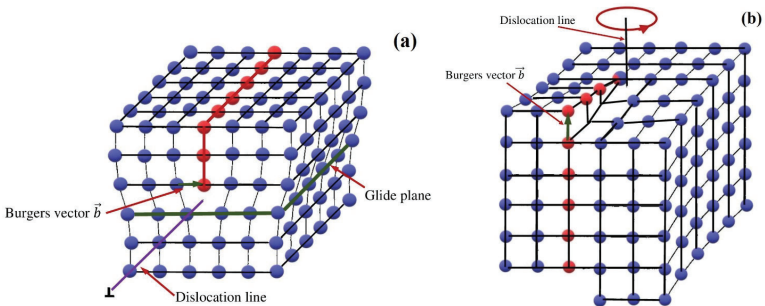 (a)
Burgers vector b⃗
Glide plane
Dislocation line
⊥
(b)
Dislocation line
Burgers vector b⃗